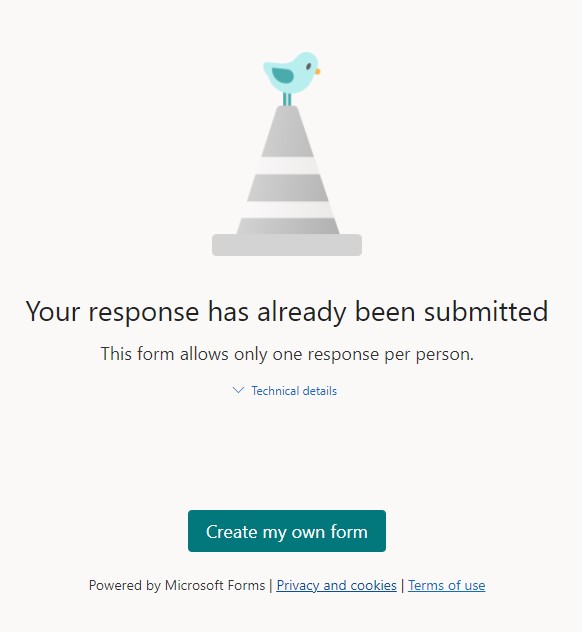 Your response has already been submitted
This form allows only one response per person.
Technical details
Create my own form
Powered by Microsoft Forms | Privacy and cookies | Terms of use